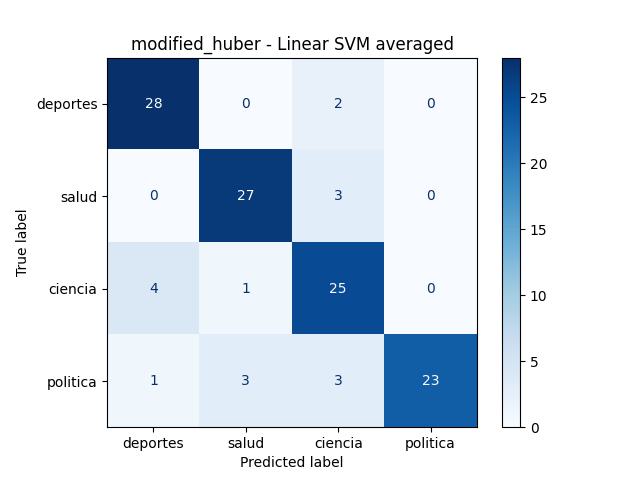 modified_huber - Linear SVM averaged
deportes 28 0 2 0
salud 0 27 3 0
ciencia 4 1 25 0
politica 1 3 3 23
deportes salud ciencia politica
Predicted label
True label
25
20
15
10
5
0